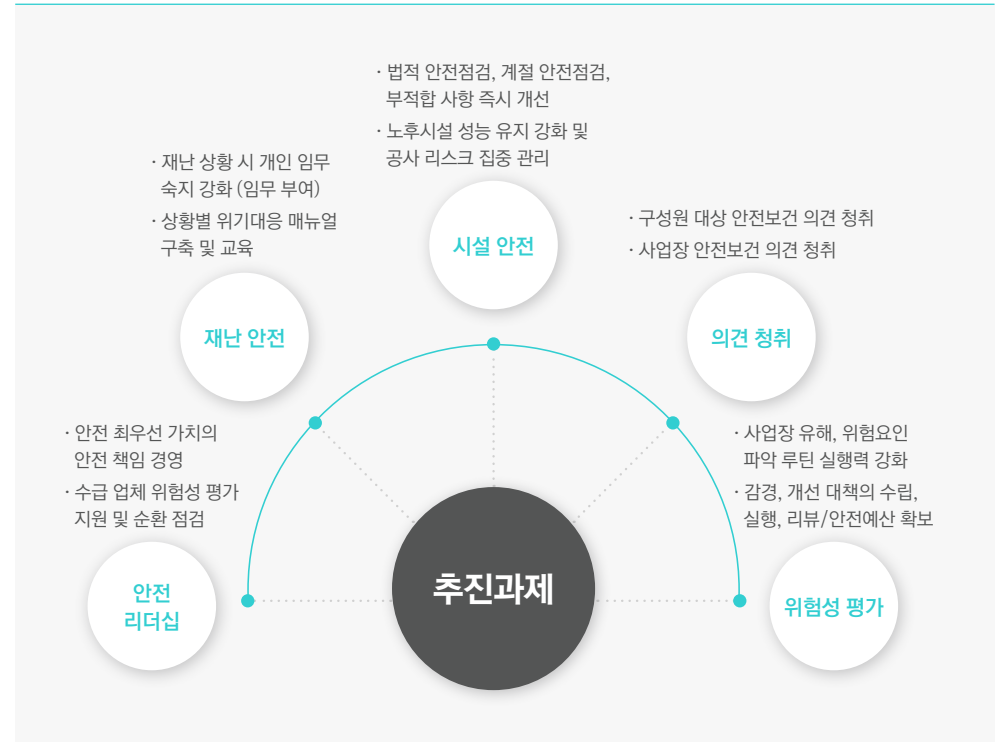 · 법적 안전점검, 계절 안전점검,
부적합 사항 즉시 개선
· 노후시설 성능 유지 강화 및
공사 리스크 집중 관리
시설 안전
· 재난 상황 시 개인 임무
숙지 강화 (임무 부여)
· 상황별 위기대응 매뉴얼
구축 및 교육
재난 안전
· 구성원 대상 안전보건 의견 청취
· 사업장 안전보건 의견 청취
의견 청취
· 안전 최우선 가치의
안전 책임 경영
· 수급 업체 위험성 평가
지원 및 순환 점검
안전
리더십
· 사업장 유해, 위험요인
파악 루틴 실행력 강화
· 감경, 개선 대책의 수립,
실행, 리뷰/안전예산 확보
위험성 평가
추진과제